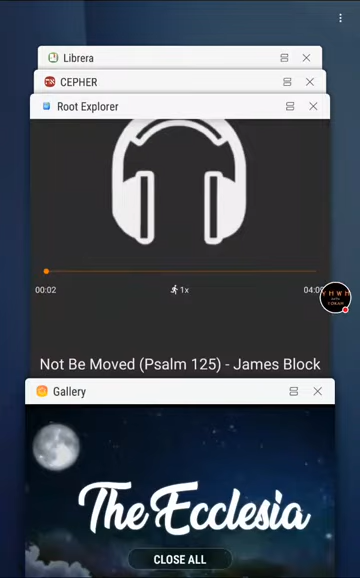 Librera
CEPHER
Root Explorer
00:02 1x 04:09
Not Be Moved (Psalm 125) - James Block
Gallery
The Ecclesia
CLOSE ALL